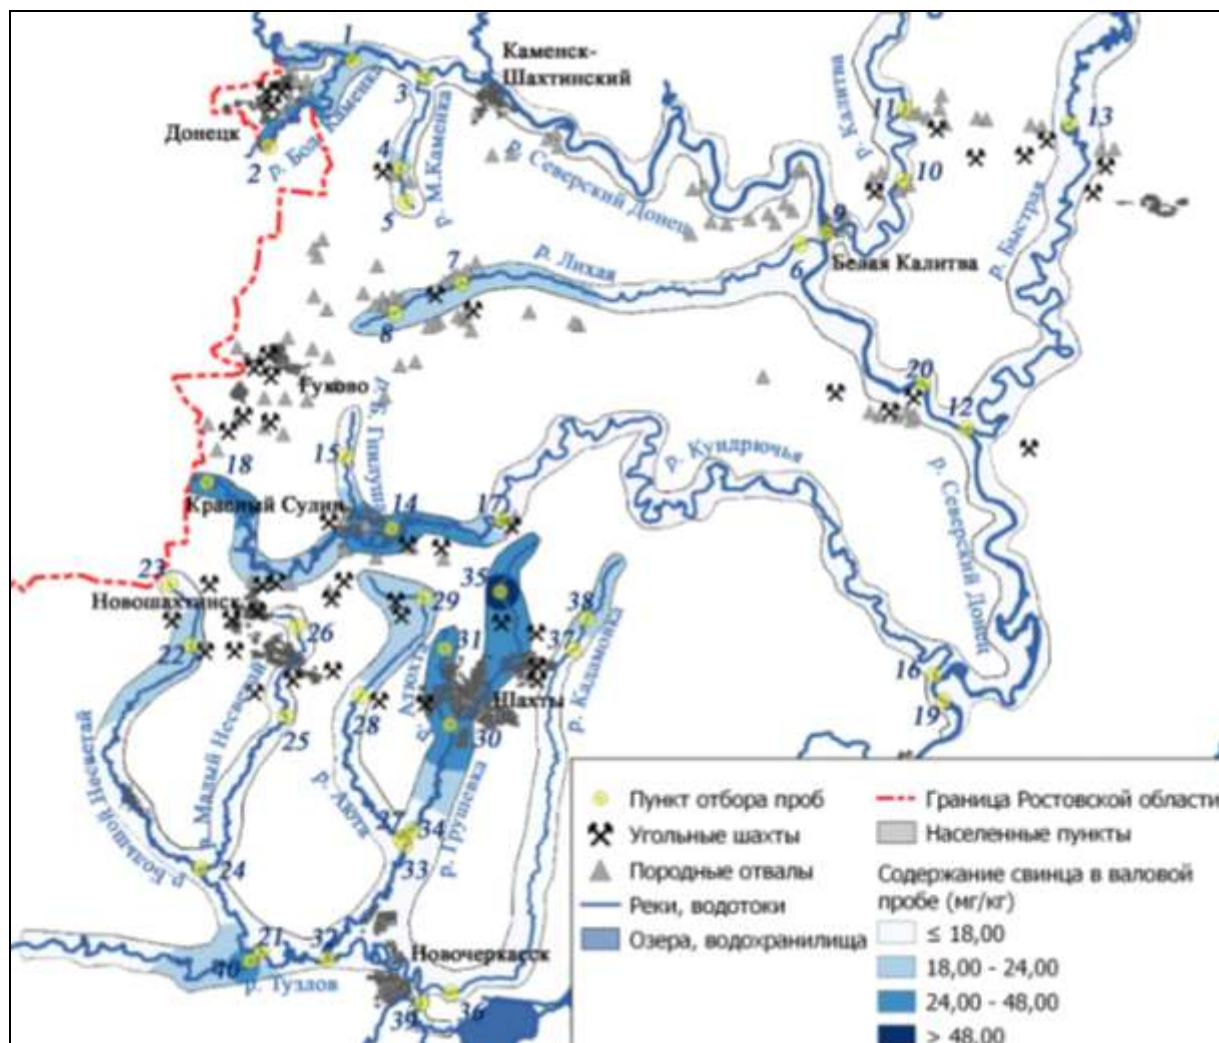 1
Каменск-
Шахтинский
3
р. Бол. Каменка
Донецк
2
4
р. М.Каменка
5
р. Северский Донец
р. Калитва
11
13
10
9
р. Быстрая
Белая Калитва
6
р. Лихая
7
8
Гуково
20
12
15
18
Красный Сулин
14
17
р. Кундрючья
р. Северский Донец
23
Новошахтинск
29
35
38
22
26
31
37
р. Аюта
р. Атюхта
Шахты
р. Каламовка
16
19
28
25
30
р. Большой Несветай
р. Малый Несветай
27
34
33
р. Грушевка
24
21
32
40
р. Тузлов
Новочеркасск
39
36
Пункт отбора проб
Угольные шахты
Породные отвалы
Реки, водотоки
Озера, водохранилища
Граница Ростовской области
Населенные пункты
Содержание свинца в валовой
пробе (мг/кг)
≤ 18,00
18,00 - 24,00
24,00 - 48,00
> 48,00